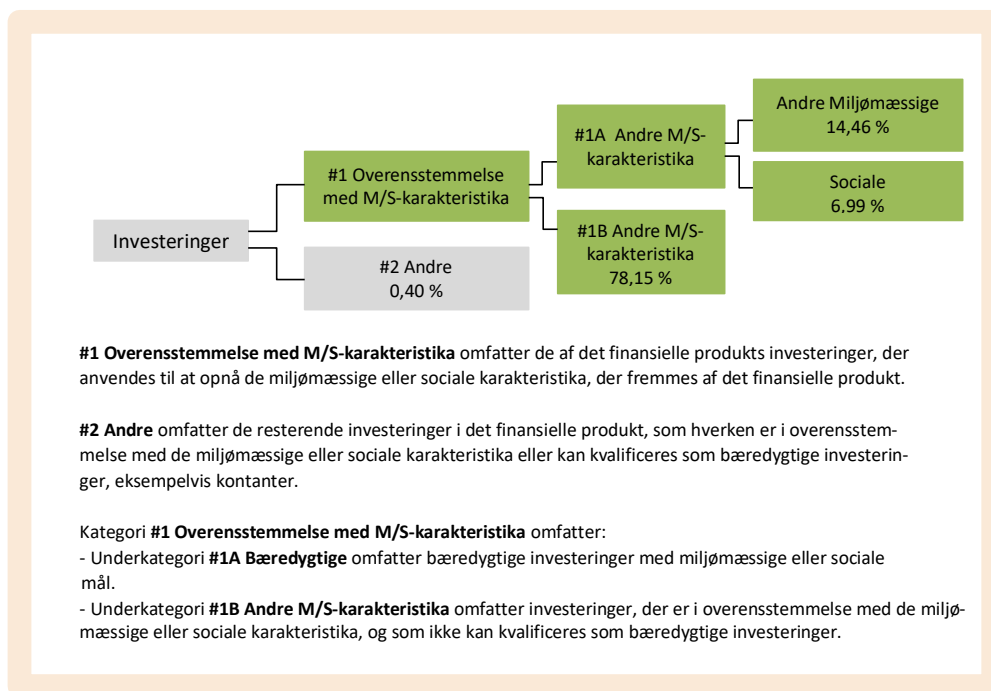 Andre Miljømæssige
14,46 %
#1A  Andre M/S-
karakteristika
#1 Overensstemmelse
med M/S-karakteristika
Sociale
6,99 %
Investeringer
#1B Andre M/S-
karakteristika
78,15 %
#2 Andre
0,40 %
#1 Overensstemmelse med M/S-karakteristika omfatter de af det finansielle produkts investeringer, der
anvendes til at opnå de miljømæssige eller sociale karakteristika, der fremmes af det finansielle produkt.
#2 Andre omfatter de resterende investeringer i det finansielle produkt, som hverken er i overensstem-
melse med de miljømæssige eller sociale karakteristika eller kan kvalificeres som bæredygtige investerin-
ger, eksempelvis kontanter.
Kategori #1 Overensstemmelse med M/S-karakteristika omfatter:
- Underkategori #1A Bæredygtige omfatter bæredygtige investeringer med miljømæssige eller sociale
mål.
- Underkategori #1B Andre M/S-karakteristika omfatter investeringer, der er i overensstemmelse med de miljø-
mæssige eller sociale karakteristika, og som ikke kan kvalificeres som bæredygtige investeringer.